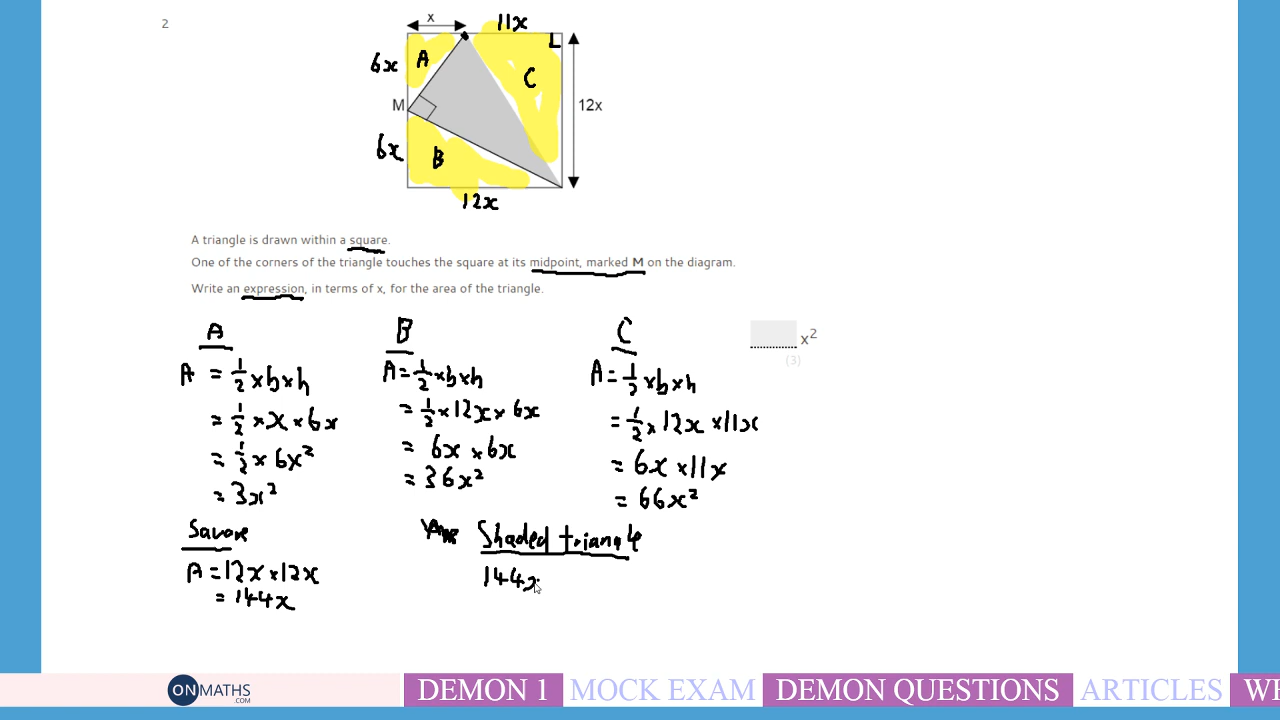 2
x
11x
6x
A
L
C
M
12x
6x
B
12x
A triangle is drawn within a square.
One of the corners of the triangle touches the square at its midpoint, marked M on the diagram.
Write an expression, in terms of x, for the area of the triangle.
x²
(3)
A
A = ½ × b × h
= ½ × x × 6x
= ½ × 6x²
= 3x²
B
A = ½ × b × h
= ½ × 12x × 6x
= 6x × 6x
= 36x²
C
A = ½ × b × h
= ½ × 12x × 11x
= 6x × 11x
= 66x²
Square
A = 12x × 12x
= 144x
Shaded triangle
144x
ONMATHS
.COM
DEMON 1 MOCK EXAM DEMON QUESTIONS ARTICLES WE